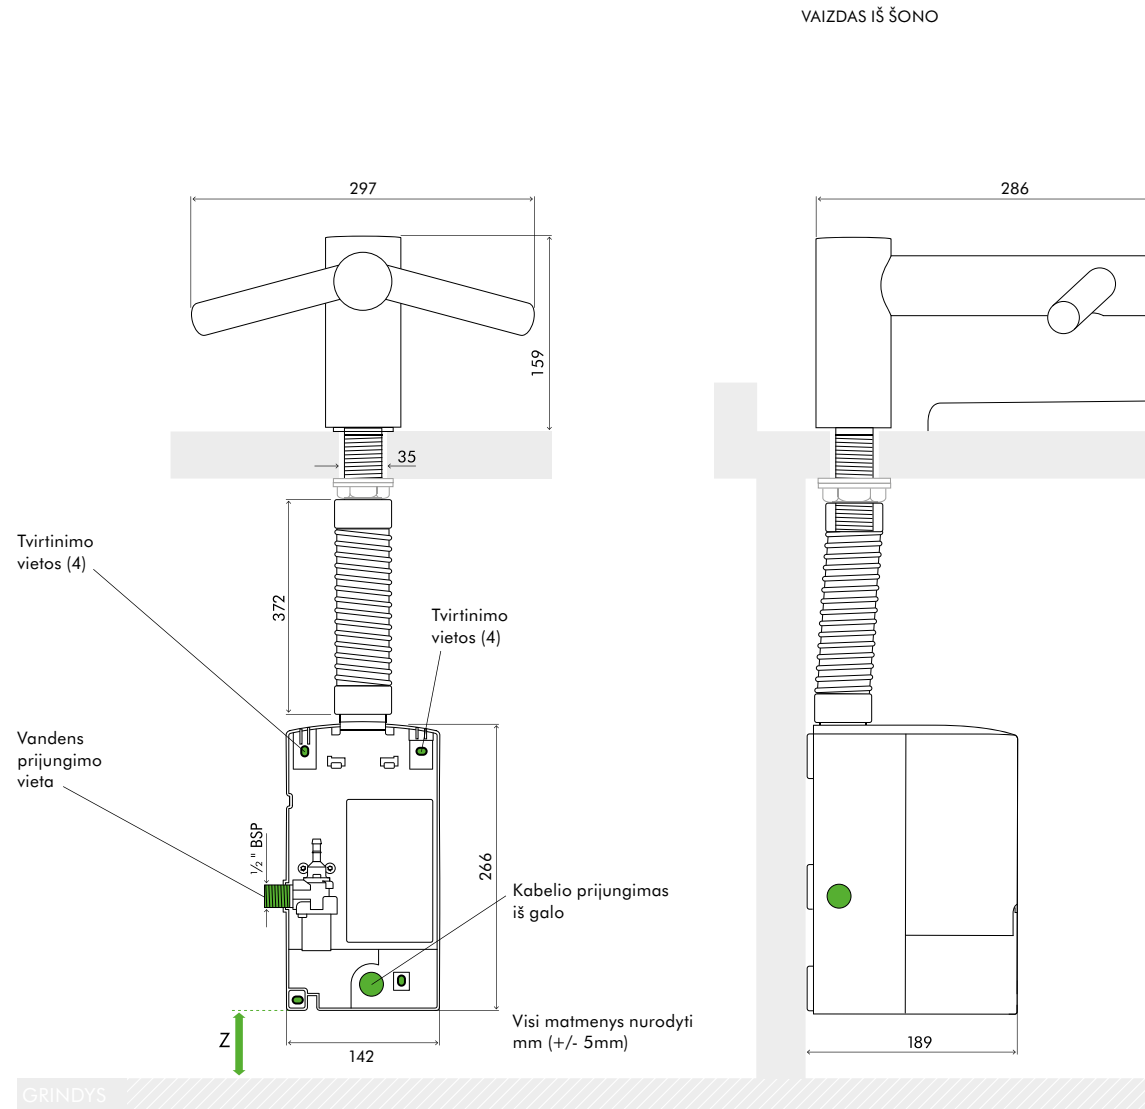 VAIZDAS IŠ ŠONO
297
286
159
35
Tvirtinimo
vietos (4)
372
Tvirtinimo
vietos (4)
Vandens
prijungimo
vieta
½" BSP
266
Kabelio prijungimas
iš galo
Visi matmenys nurodyti
mm (+/- 5mm)
Z
142
189
GRINDYS